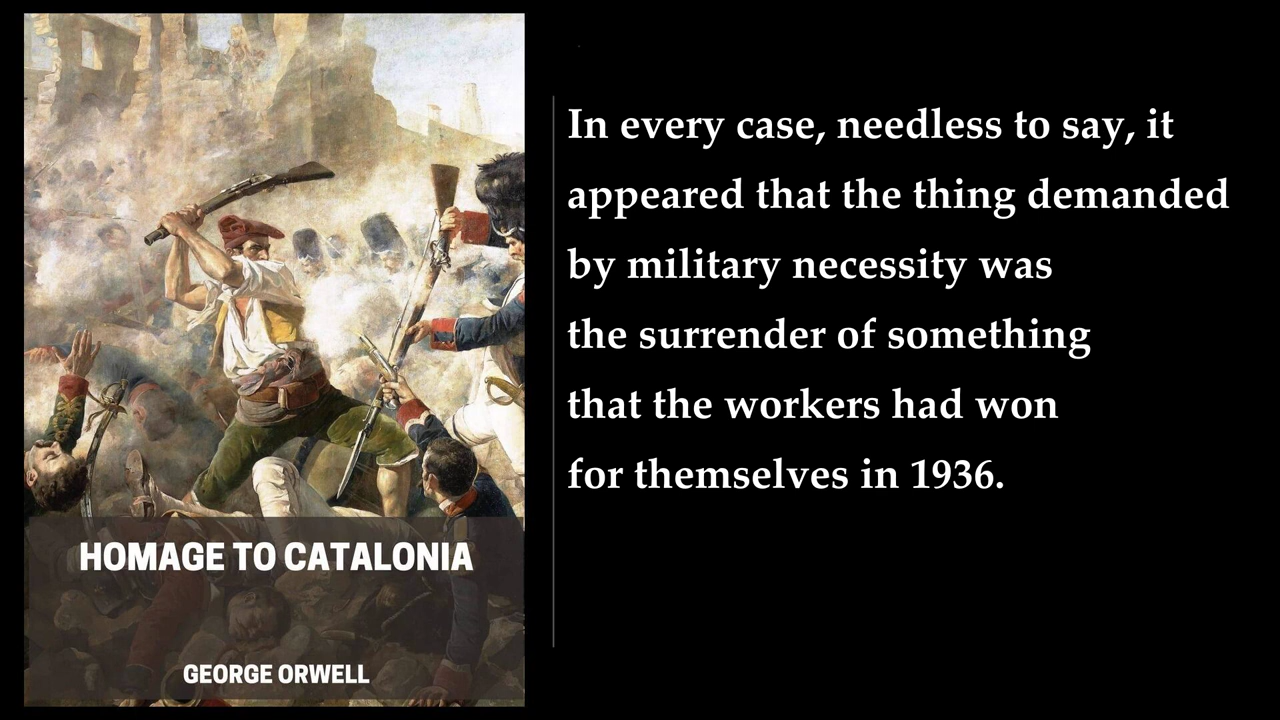 HOMAGE TO CATALONIA
GEORGE ORWELL
In every case, needless to say, it
appeared that the thing demanded
by military necessity was
the surrender of something
that the workers had won
for themselves in 1936.